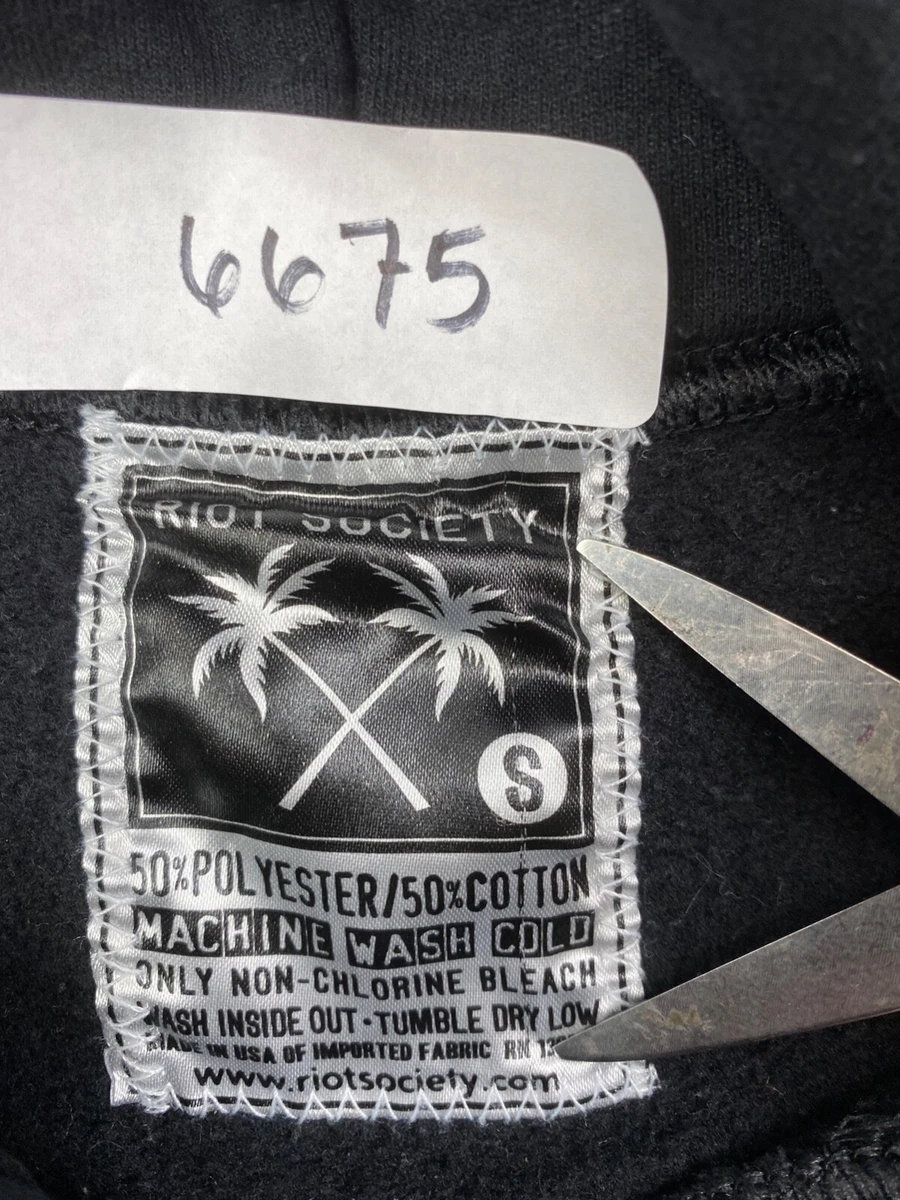 6675
RIOT SOCIETY
S
50%POLYESTER/50%COTTON
MACHINE WASH COLD
ONLY NON-CHLORINE BLEACH
WASH INSIDE OUT·TUMBLE DRY LOW
MADE IN USA OF IMPORTED FABRIC RN
www.riotsociety.com